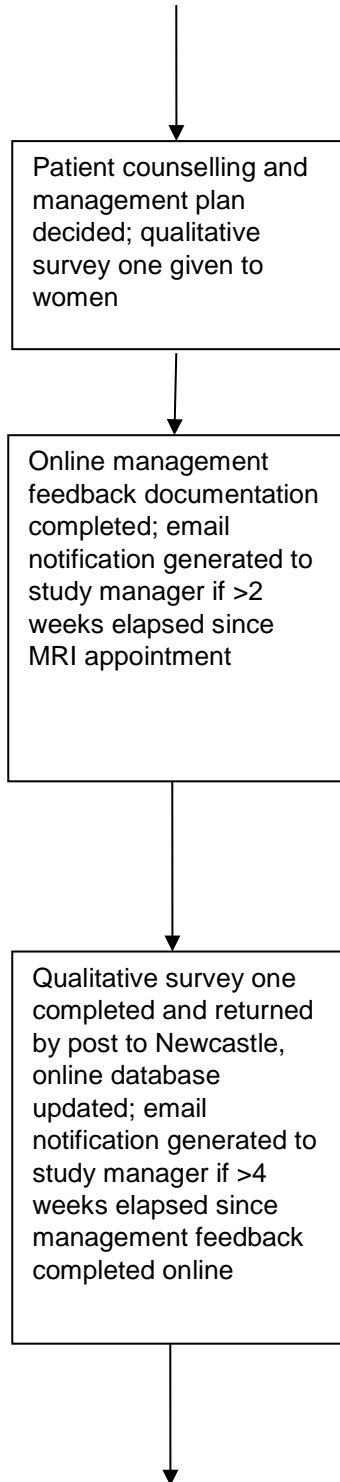 Patient counselling and
management plan
decided; qualitative
survey one given to
women
Online management
feedback documentation
completed; email
notification generated to
study manager if >2
weeks elapsed since
MRI appointment
Qualitative survey one
completed and returned
by post to Newcastle,
online database
updated; email
notification generated to
study manager if >4
weeks elapsed since
management feedback
completed online